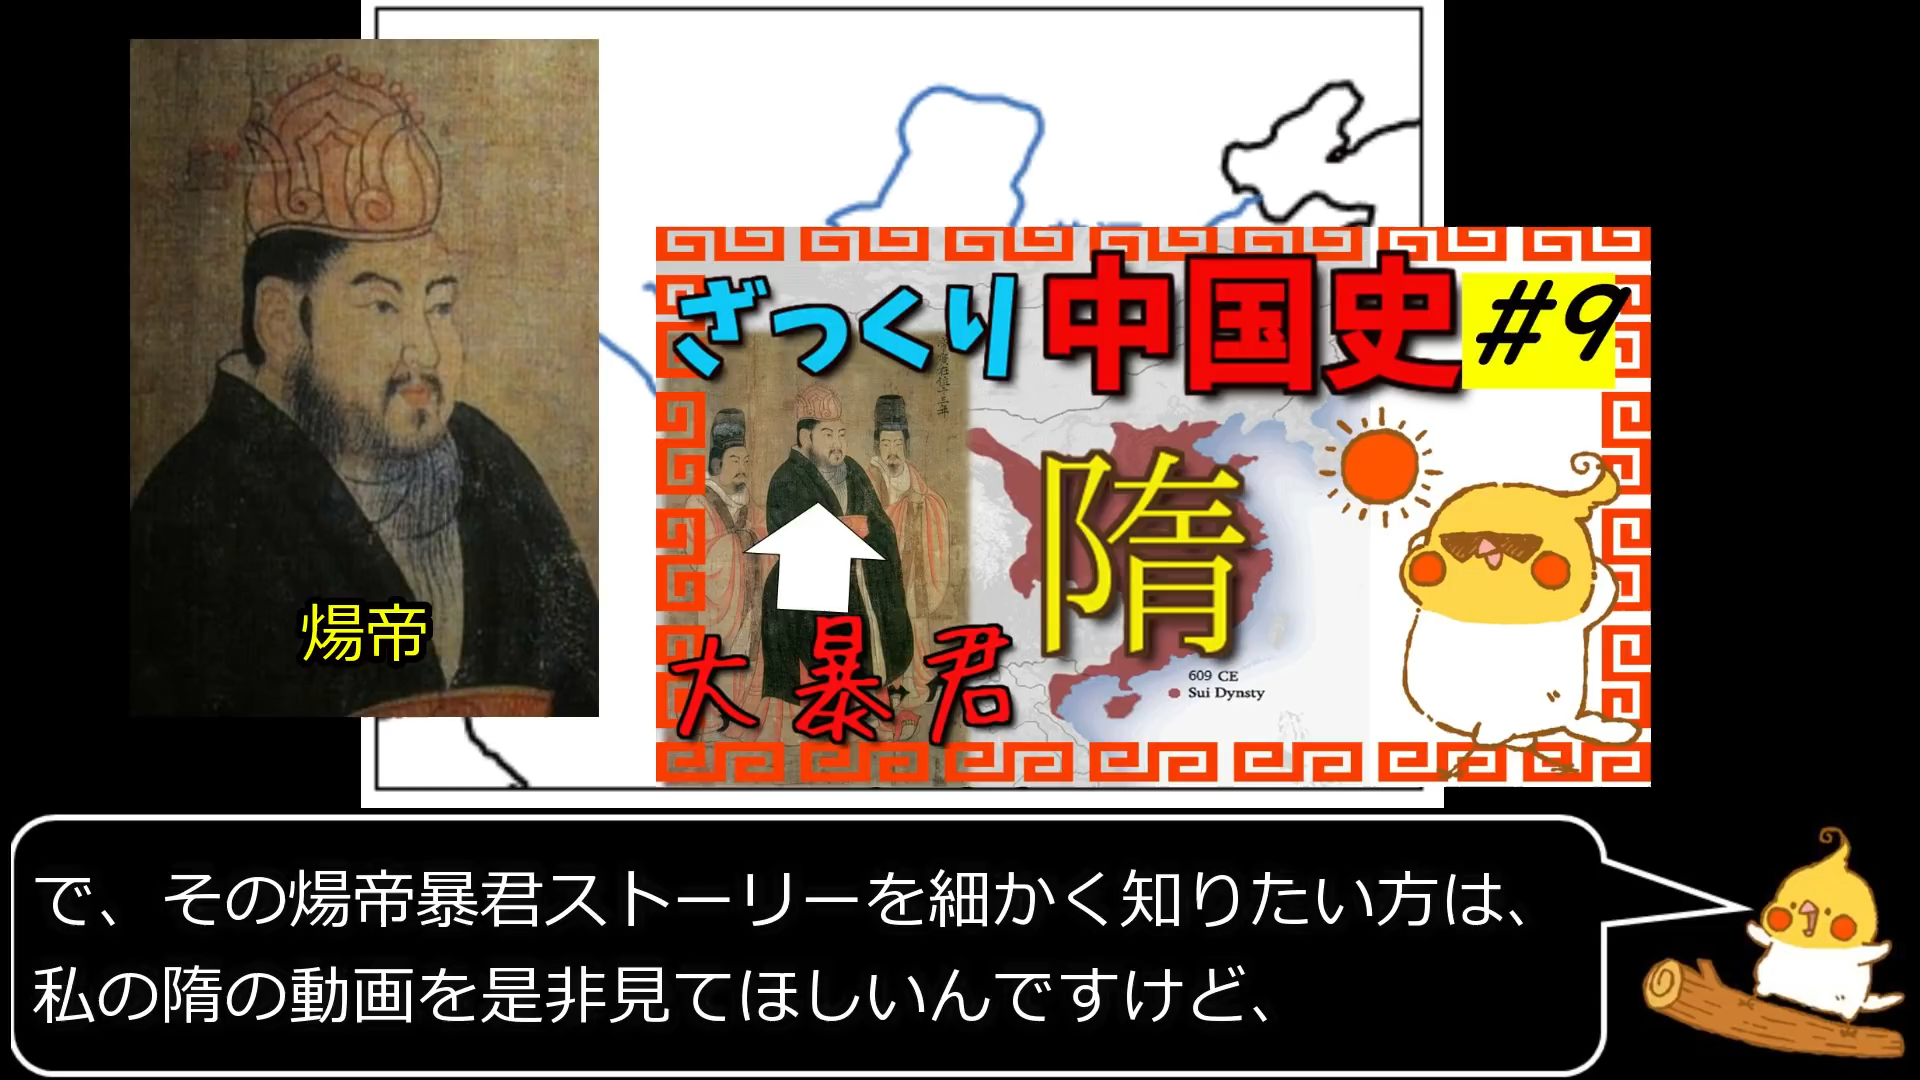 煬帝
ざっくり中国史#9
隋
大暴君
609 CE
Sui Dynsty
で、その煬帝暴君ストーリーを細かく知りたい方は、
私の隋の動画を是非見てほしいんですけど、